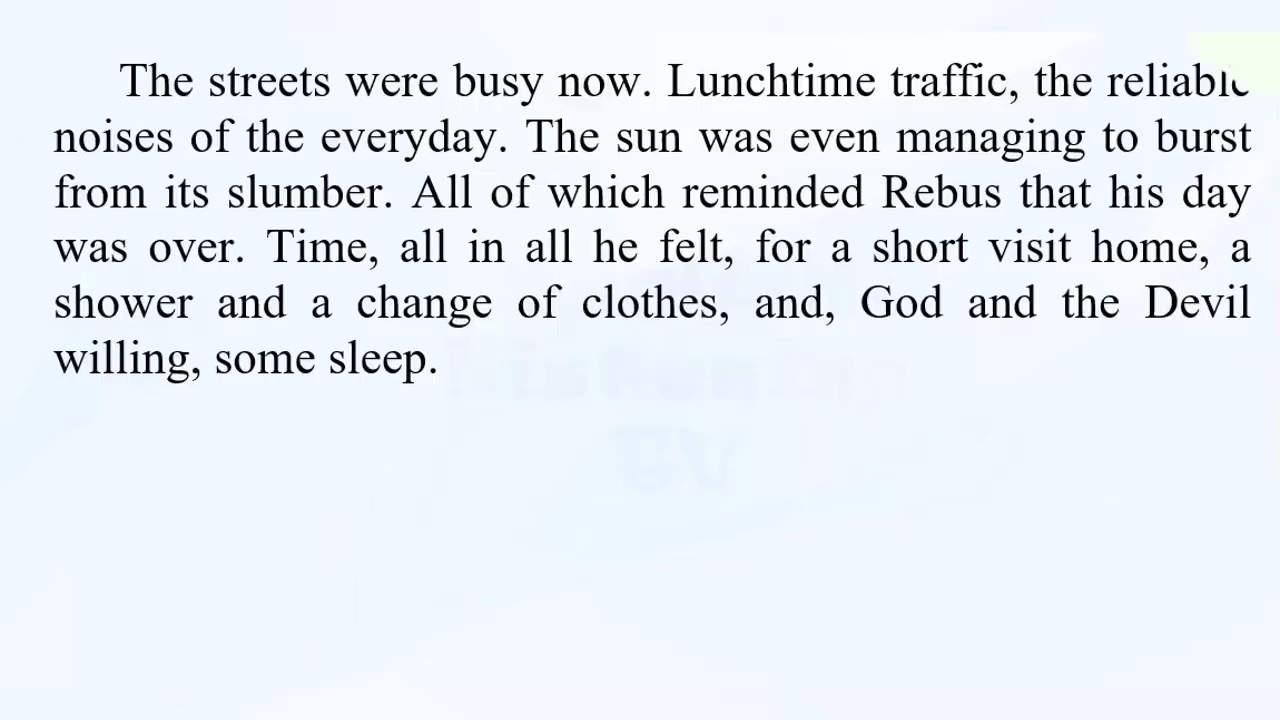 The streets were busy now. Lunchtime traffic, the reliable
noises of the everyday. The sun was even managing to burst
from its slumber. All of which reminded Rebus that his day
was over. Time, all in all he felt, for a short visit home, a
shower and a change of clothes, and, God and the Devil
willing, some sleep.
Listening
TV